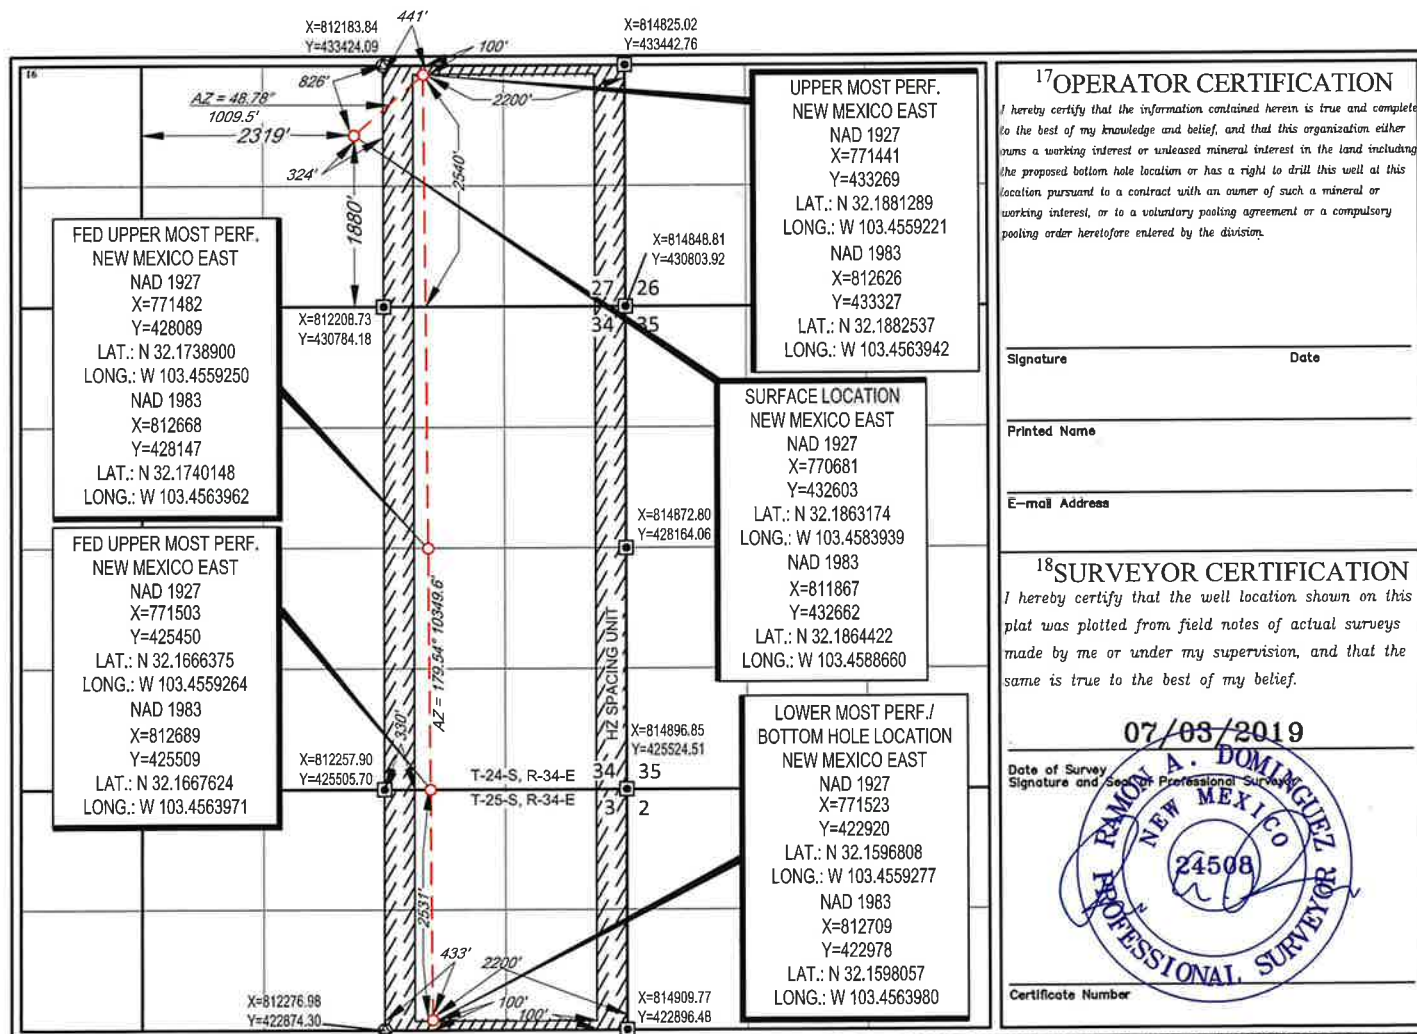 X=812183.84
Y=433424.09
441'
100'
X=814825.02
Y=433442.76
16
826'
AZ = 48.78°
1009.5'
2319'
324'
1880'
2200'
2540'
UPPER MOST PERF.
NEW MEXICO EAST
NAD 1927
X=771441
Y=433269
LAT.: N 32.1881289
LONG.: W 103.4559221
NAD 1983
X=812626
Y=433327
LAT.: N 32.1882537
LONG.: W 103.4563942
FED UPPER MOST PERF.
NEW MEXICO EAST
NAD 1927
X=771482
Y=428089
LAT.: N 32.1738900
LONG.: W 103.4559250
NAD 1983
X=812668
Y=428147
LAT.: N 32.1740148
LONG.: W 103.4563962
X=814848.81
Y=430803.92
27 26
34 35
X=812208.73
Y=430784.18
SURFACE LOCATION
NEW MEXICO EAST
NAD 1927
X=770681
Y=432603
LAT.: N 32.1863174
LONG.: W 103.4583939
NAD 1983
X=811867
Y=432662
LAT.: N 32.1864422
LONG.: W 103.4588660
FED UPPER MOST PERF.
NEW MEXICO EAST
NAD 1927
X=771503
Y=425450
LAT.: N 32.1666375
LONG.: W 103.4559264
NAD 1983
X=812689
Y=425509
LAT.: N 32.1667624
LONG.: W 103.4563971
X=814872.80
Y=428164.06
AZ = 179.54° 10349.6'
HZ SPACING UNIT
330'
X=812257.90
Y=425505.70
X=814896.85
Y=425524.51
T-24-S, R-34-E
T-25-S, R-34-E
34 35
3 2
LOWER MOST PERF./
BOTTOM HOLE LOCATION
NEW MEXICO EAST
NAD 1927
X=771523
Y=422920
LAT.: N 32.1596808
LONG.: W 103.4559277
NAD 1983
X=812709
Y=422978
LAT.: N 32.1598057
LONG.: W 103.4563980
2531'
433'
2200'
100'
100'
X=812276.98
Y=422874.30
X=814909.77
Y=422896.48
17 OPERATOR CERTIFICATION
I hereby certify that the information contained herein is true and complete
to the best of my knowledge and belief, and that this organization either
owns a working interest or unleased mineral interest in the land including
the proposed bottom hole location or has a right to drill this well at this
location pursuant to a contract with an owner of such a mineral or
working interest, or to a voluntary pooling agreement or a compulsory
pooling order heretofore entered by the division.
Signature Date
Printed Name
E-mail Address
18 SURVEYOR CERTIFICATION
I hereby certify that the well location shown on this
plat was plotted from field notes of actual surveys
made by me or under my supervision, and that the
same is true to the best of my belief.
07/03/2019
Date of Survey
Signature and Seal of Professional Surveyor
RAMON A. DOMINGUEZ
NEW MEXICO
24508
PROFESSIONAL SURVEYOR
Certificate Number